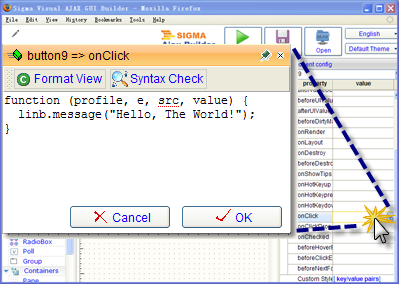 Sigma Visual AJAX GUI Builder - Mozilla Firefox
File Edit View History Bookmarks Tools Help
SIGMA
Ajax Builder
Open
English
Default Theme
button9 => onClick
Format View Syntax Check
function (profile, e, src, value) {
linb.message("Hello, The World!");
}
Cancel OK
property value
beforeUIV
afterUIVal
beforeDirtyM
onRender
onLayout
onDestroy
beforeDestro
onShowTips
onHotKeyup
onHotKeypre
onHotKeydow
onClick
onChecked
beforeHoverE
beforeClickE
beforeNextF
Custom Style [key/value pairs]
RadioBox
Poll
Group
Containers
Pane